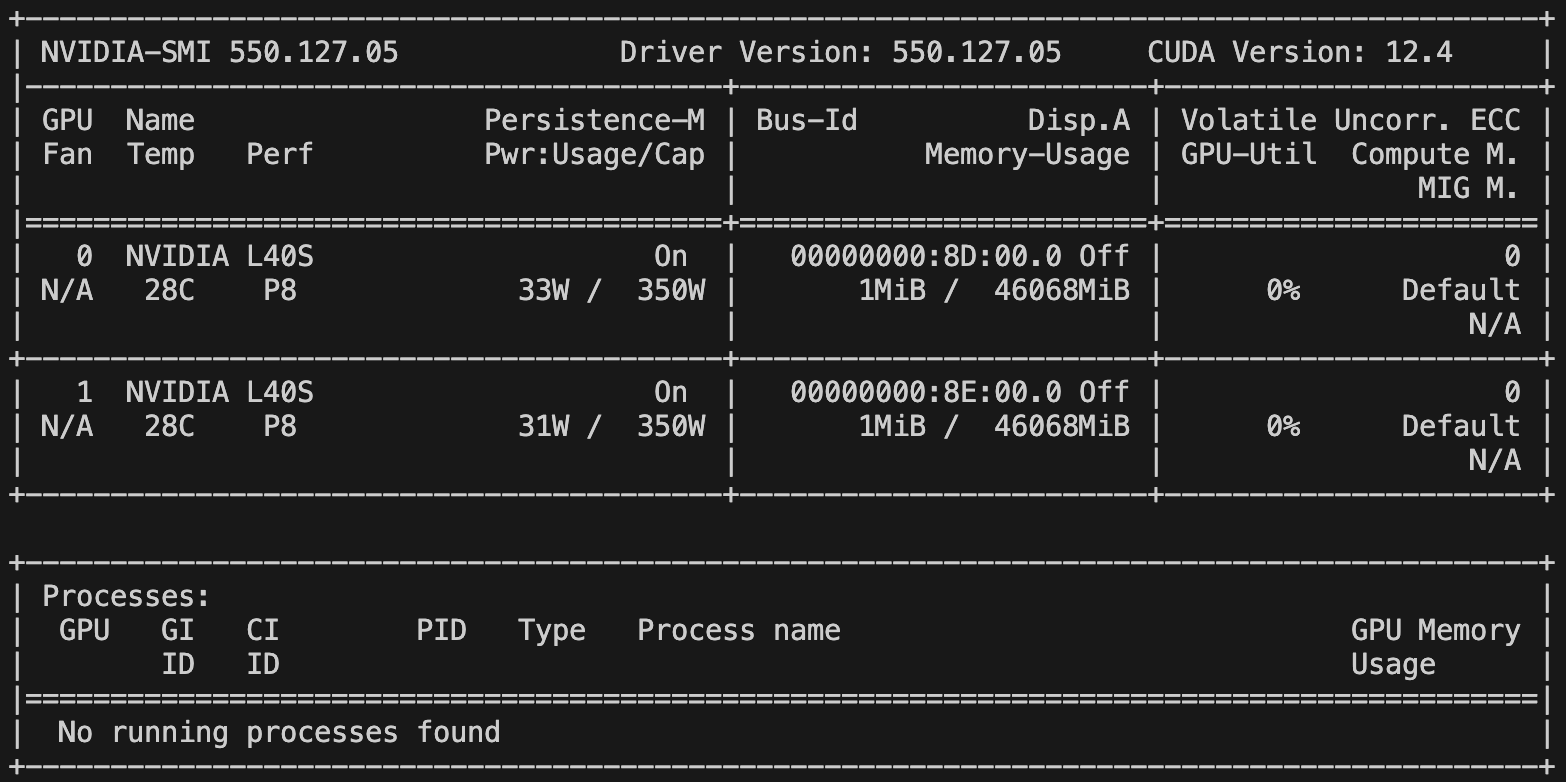 +-----------------------------------------------------------------------------------------+
| NVIDIA-SMI 550.127.05             Driver Version: 550.127.05     CUDA Version: 12.4     |
|-----------------------------------------+------------------------+----------------------+
| GPU  Name                 Persistence-M | Bus-Id          Disp.A | Volatile Uncorr. ECC |
| Fan  Temp   Perf          Pwr:Usage/Cap |           Memory-Usage | GPU-Util  Compute M. |
|                                         |                        |               MIG M. |
|=========================================+========================+======================|
|   0  NVIDIA L40S                    On  |   00000000:8D:00.0 Off |                    0 |
| N/A   28C    P8             33W /  350W |       1MiB /  46068MiB |      0%      Default |
|                                         |                        |                  N/A |
+-----------------------------------------+------------------------+----------------------+
|   1  NVIDIA L40S                    On  |   00000000:8E:00.0 Off |                    0 |
| N/A   28C    P8             31W /  350W |       1MiB /  46068MiB |      0%      Default |
|                                         |                        |                  N/A |
+-----------------------------------------+------------------------+----------------------+

+-----------------------------------------------------------------------------------------+
| Processes:                                                                              |
|  GPU   GI   CI        PID   Type   Process name                              GPU Memory |
|        ID   ID                                                               Usage      |
|=========================================================================================|
|  No running processes found                                                             |
+-----------------------------------------------------------------------------------------+